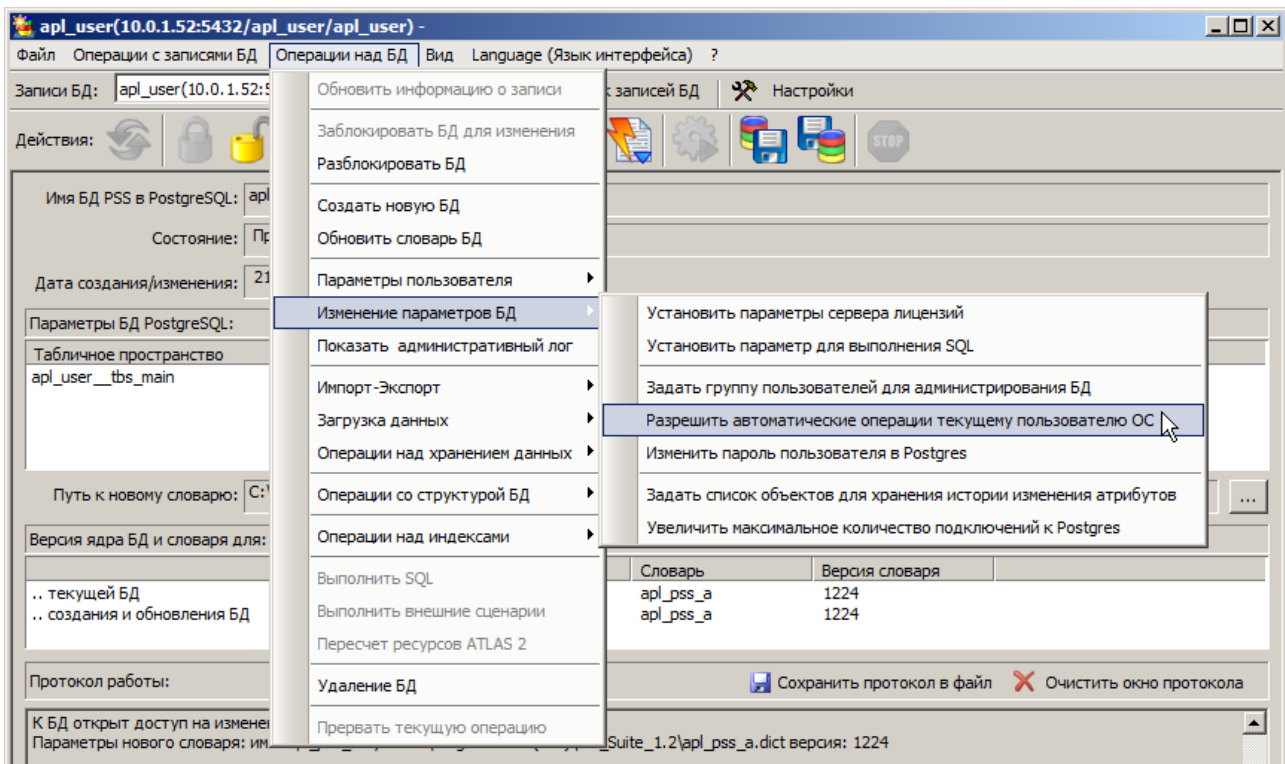 apl_user(10.0.1.52:5432/apl_user/apl_user) -
Файл Операции с записями БД Операции над БД Вид Language (Язык интерфейса) ?
Записи БД: apl_user(10.0.1.52: записей БД Настройки
Действия: STOP
Имя БД PSS в PostgreSQL: apl
Состояние:
Дата создания/изменения: 21
Параметры БД PostgreSQL:
Табличное пространство
apl_user__tbs_main
Путь к новому словарю: C:\ ...
Версия ядра БД и словаря для:
Словарь Версия словаря
.. текущей БД apl_pss_a 1224
.. создания и обновления БД apl_pss_a 1224
Протокол работы: Сохранить протокол в файл Очистить окно протокола
К БД открыт доступ на
Параметры нового словаря: _Suite_1.2\apl_pss_a.dict версия: 1224
Обновить информацию о записи
Заблокировать БД для изменения
Разблокировать БД
Создать новую БД
Обновить словарь БД
Параметры пользователя
Изменение параметров БД
Показать административный лог
Импорт-Экспорт
Загрузка данных
Операции над хранением данных
Операции со структурой БД
Операции над индексами
Выполнить SQL
Выполнить внешние сценарии
Пересчет ресурсов ATLAS 2
Удаление БД
Прервать текущую операцию
Установить параметры сервера лицензий
Установить параметр для выполнения SQL
Задать группу пользователей для администрирования БД
Разрешить автоматические операции текущему пользователю ОС
Изменить пароль пользователя в Postgres
Задать список объектов для хранения истории изменения атрибутов
Увеличить максимальное количество подключений к Postgres